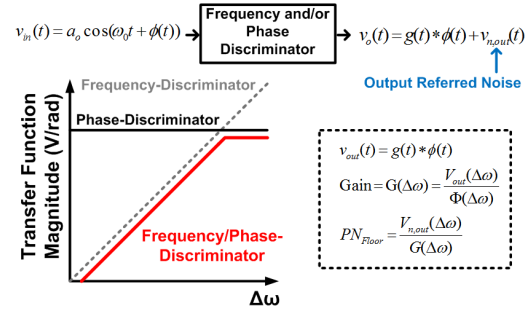 v_in(t) = a_o cos(ω_0 t + ϕ(t))
Frequency and/or
Phase
Discriminator
v_o(t) = g(t)*ϕ(t)+v_n,out(t)
Output Referred Noise
Frequency-Discriminator
Phase-Discriminator
Transfer Function
Magnitude (V/rad)
Frequency/Phase-
Discriminator
Δω
v_out(t) = g(t)*ϕ(t)
Gain = G(Δω) = V_out(Δω) / Φ(Δω)
PN_Floor = V_n,out(Δω) / G(Δω)